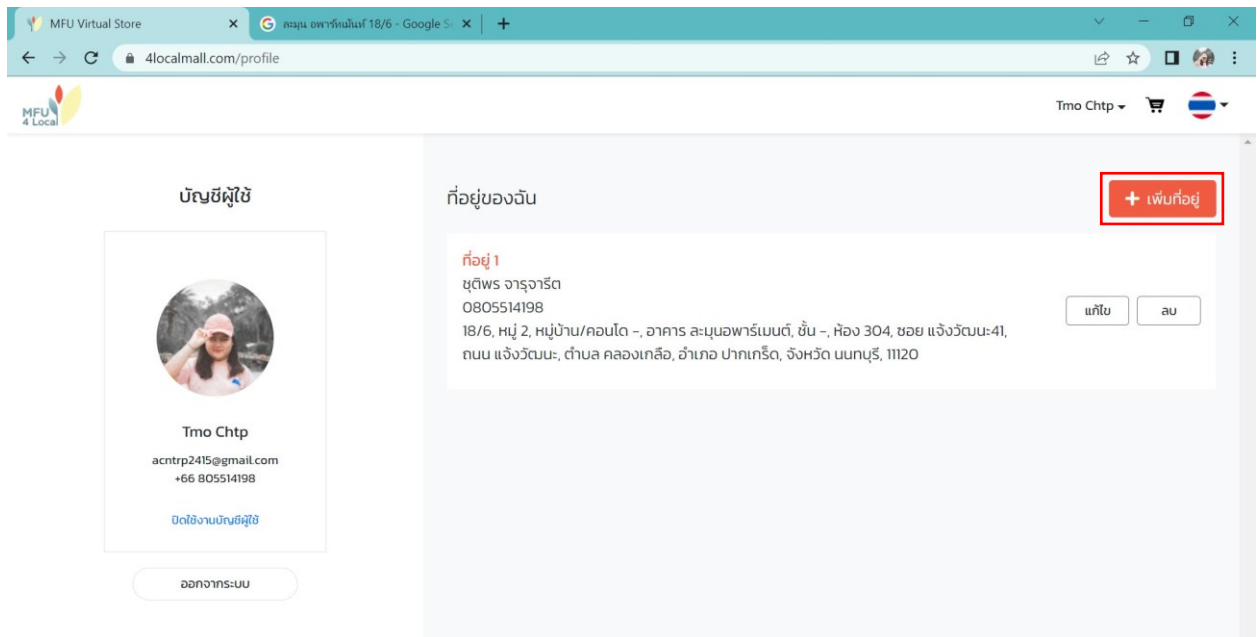 MFU Virtual Store
ละมุน อพาร์ทเม้นท์ 18/6 - Google Se
4localmall.com/profile
MFU
4 Local
Tmo Chtp
บัญชีผู้ใช้
ที่อยู่ของฉัน
เพิ่มที่อยู่
ที่อยู่ 1
ชุติพร จารุจารีต
0805514198
แก้ไข
ลบ
18/6, หมู่ 2, หมู่บ้าน/คอนโด -, อาคาร ละมุนอพาร์เมนต์, ชั้น -, ห้อง 304, ซอย แจ้งวัฒนะ41,
ถนน แจ้งวัฒนะ, ตำบล คลองเกลือ, อำเภอ ปากเกร็ด, จังหวัด นนทบุรี, 11120
Tmo Chtp
acntrp2415@gmail.com
+66 805514198
ปิดใช้งานบัญชีผู้ใช้
ออกจากระบบ